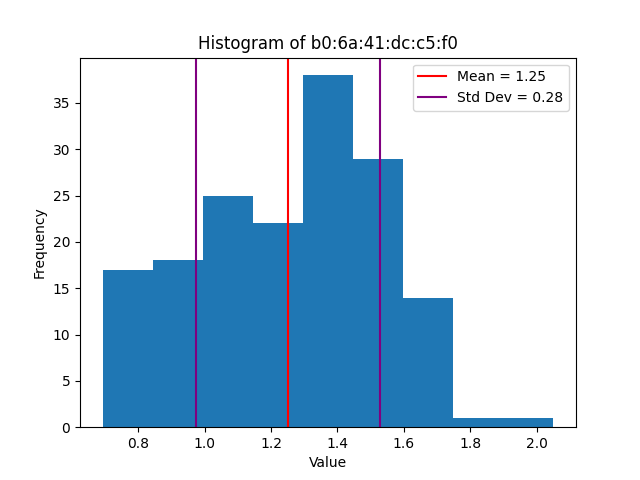 Histogram of b0:6a:41:dc:c5:f0
Mean = 1.25
Std Dev = 0.28
Frequency
35
30
25
20
15
10
5
0
0.8 1.0 1.2 1.4 1.6 1.8 2.0
Value